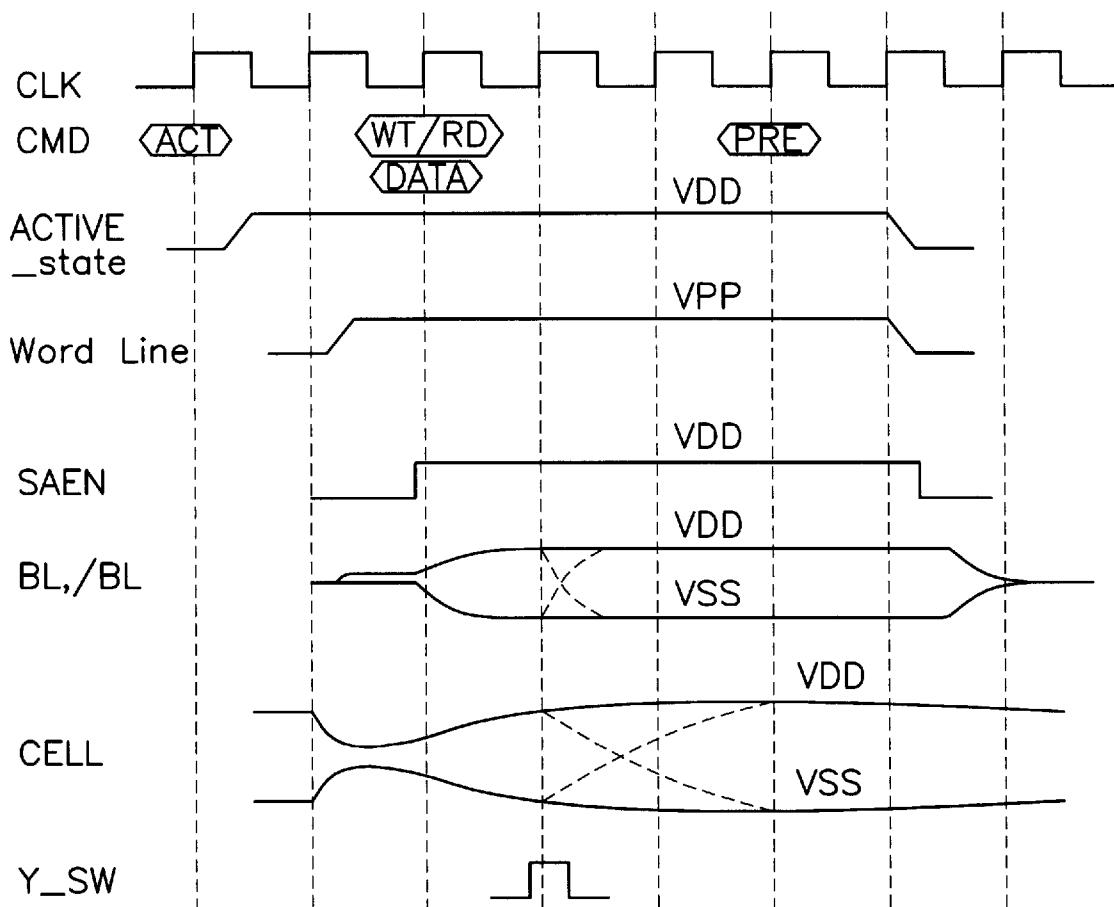 CLK
CMD
ACT
WT/RD
PRE
DATA
ACTIVE
_state
VDD
Word Line
VPP
SAEN
VDD
BL,/BL
VDD
VSS
CELL
VDD
VSS
Y_SW